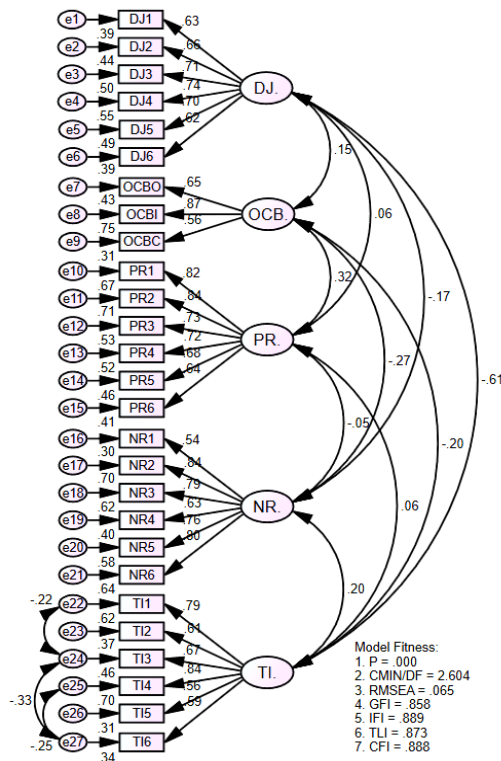 e1 DJ1 .63
.39
e2 DJ2 .66
.44
e3 DJ3 .71
.50
e4 DJ4 .74
.55
e5 DJ5 .70
.49
e6 DJ6 .62
.39
DJ.
.15
e7 OCBO .65
.43
e8 OCBI .87
.75
e9 OCBC .56
.31
OCB.
.06
.32
-.17
e10 PR1 .82
.67
e11 PR2 .84
.71
e12 PR3 .73
.53
e13 PR4 .72
.52
e14 PR5 .68
.46
e15 PR6 .64
.41
PR.
-.27
-.61
-.05
-.20
e16 NR1 .54
.30
e17 NR2 .84
.70
e18 NR3 .79
.62
e19 NR4 .63
.40
e20 NR5 .76
.58
e21 NR6 .80
.64
NR.
.06
.20
-.22
e22 TI1 .79
.62
e23 TI2 .61
.37
e24 TI3 .67
.46
e25 TI4 .84
.70
e26 TI5 .56
.31
e27 TI6 .59
.34
TI.
-.33
-.25
Model Fitness:
1. P = .000
2. CMIN/DF = 2.604
3. RMSEA = .065
4. GFI = .858
5. IFI = .889
6. TLI = .873
7. CFI = .888